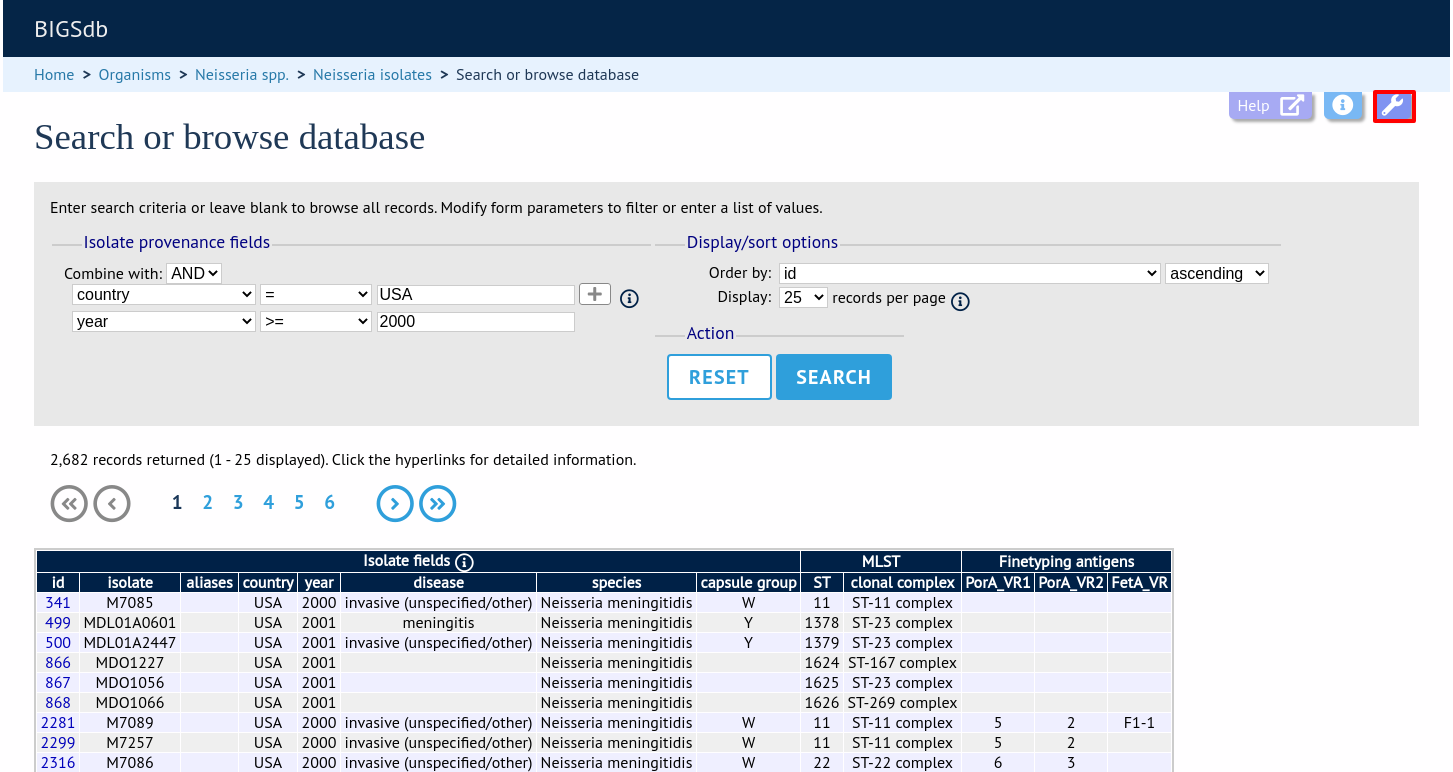 BIGSdb
Home > Organisms > Neisseria spp. > Neisseria isolates > Search or browse database
Help
Search or browse database
Enter search criteria or leave blank to browse all records. Modify form parameters to filter or enter a list of values.
Isolate provenance fields
Combine with: AND
country = USA
year >= 2000
Display/sort options
Order by: id ascending
Display: 25 records per page
Action
RESET SEARCH
2,682 records returned (1 - 25 displayed). Click the hyperlinks for detailed information.
1 2 3 4 5 6
Isolate fields MLST Finetyping antigens
id isolate aliases country year disease species capsule group ST clonal complex PorA_VR1 PorA_VR2 FetA_VR
341 M7085 USA 2000 invasive (unspecified/other) Neisseria meningitidis W 11 ST-11 complex
499 MDL01A0601 USA 2001 meningitis Neisseria meningitidis Y 1378 ST-23 complex
500 MDL01A2447 USA 2001 invasive (unspecified/other) Neisseria meningitidis Y 1379 ST-23 complex
866 MDO1227 USA 2001 Neisseria meningitidis 1624 ST-167 complex
867 MDO1056 USA 2001 Neisseria meningitidis 1625 ST-23 complex
868 MDO1066 USA 2001 Neisseria meningitidis 1626 ST-269 complex
2281 M7089 USA 2000 invasive (unspecified/other) Neisseria meningitidis W 11 ST-11 complex 5 2 F1-1
2299 M7257 USA 2000 invasive (unspecified/other) Neisseria meningitidis W 11 ST-11 complex 5 2
2316 M7086 USA 2000 invasive (unspecified/other) Neisseria meningitidis W 22 ST-22 complex 6 3